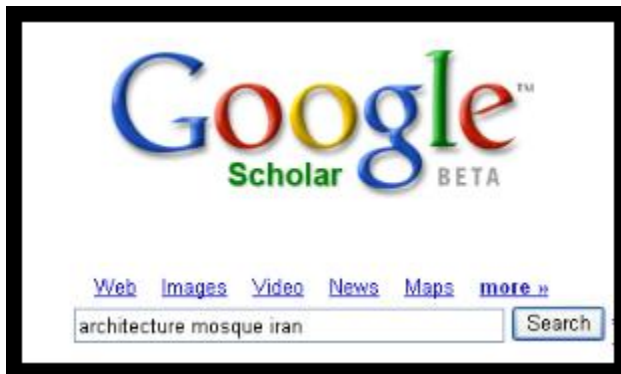 Google™
Scholar BETA
Web Images Video News Maps more »
architecture mosque iran Search